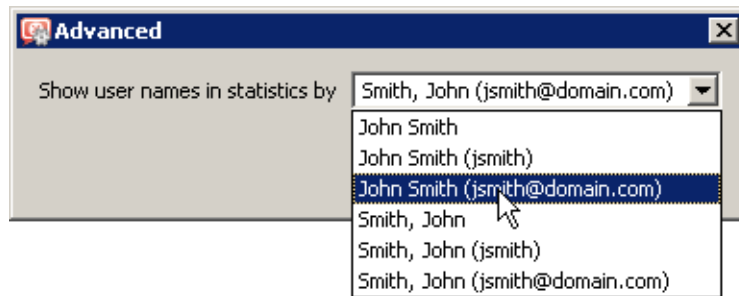 Advanced
Show user names in statistics by Smith, John (jsmith@domain.com)
John Smith
John Smith (jsmith)
John Smith (jsmith@domain.com)
Smith, John
Smith, John (jsmith)
Smith, John (jsmith@domain.com)